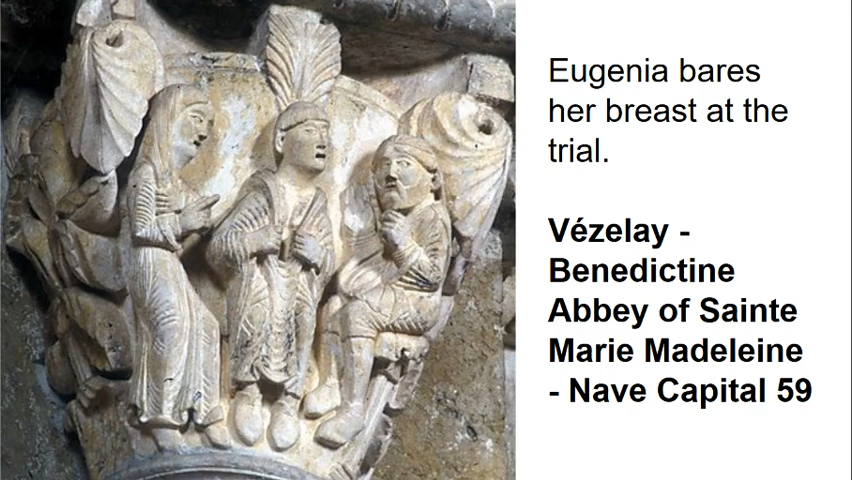 Eugenia bares
her breast at the
trial.
Vézelay -
Benedictine
Abbey of Sainte
Marie Madeleine
- Nave Capital 59